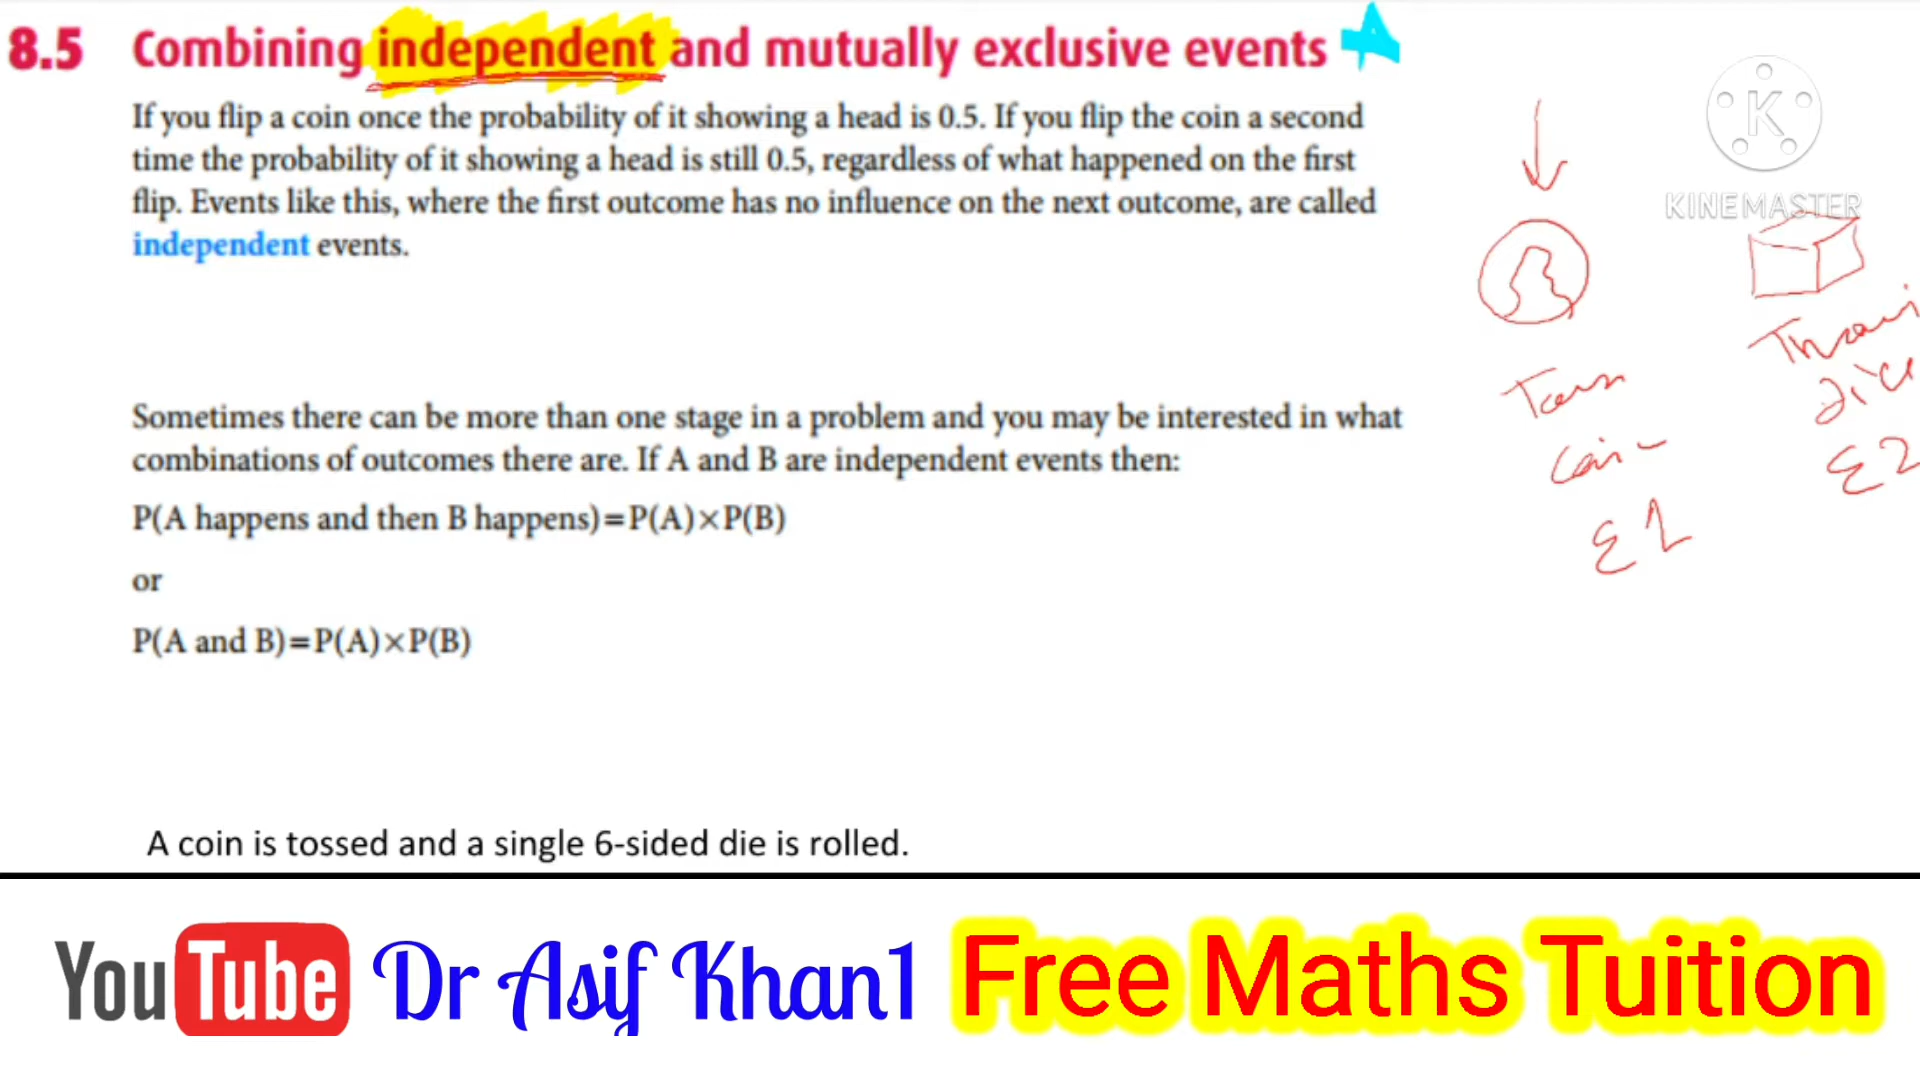 8.5 Combining independent and mutually exclusive events
If you flip a coin once the probability of it showing a head is 0.5. If you flip the coin a second
time the probability of it showing a head is still 0.5, regardless of what happened on the first
flip. Events like this, where the first outcome has no influence on the next outcome, are called
independent events.
Sometimes there can be more than one stage in a problem and you may be interested in what
combinations of outcomes there are. If A and B are independent events then:
P(A happens and then B happens)=P(A)×P(B)
or
P(A and B)=P(A)×P(B)
A coin is tossed and a single 6-sided die is rolled.
K
KINEMASTER
Coin
E1
E2
YouTube Dr Asif Khan1 Free Maths Tuition